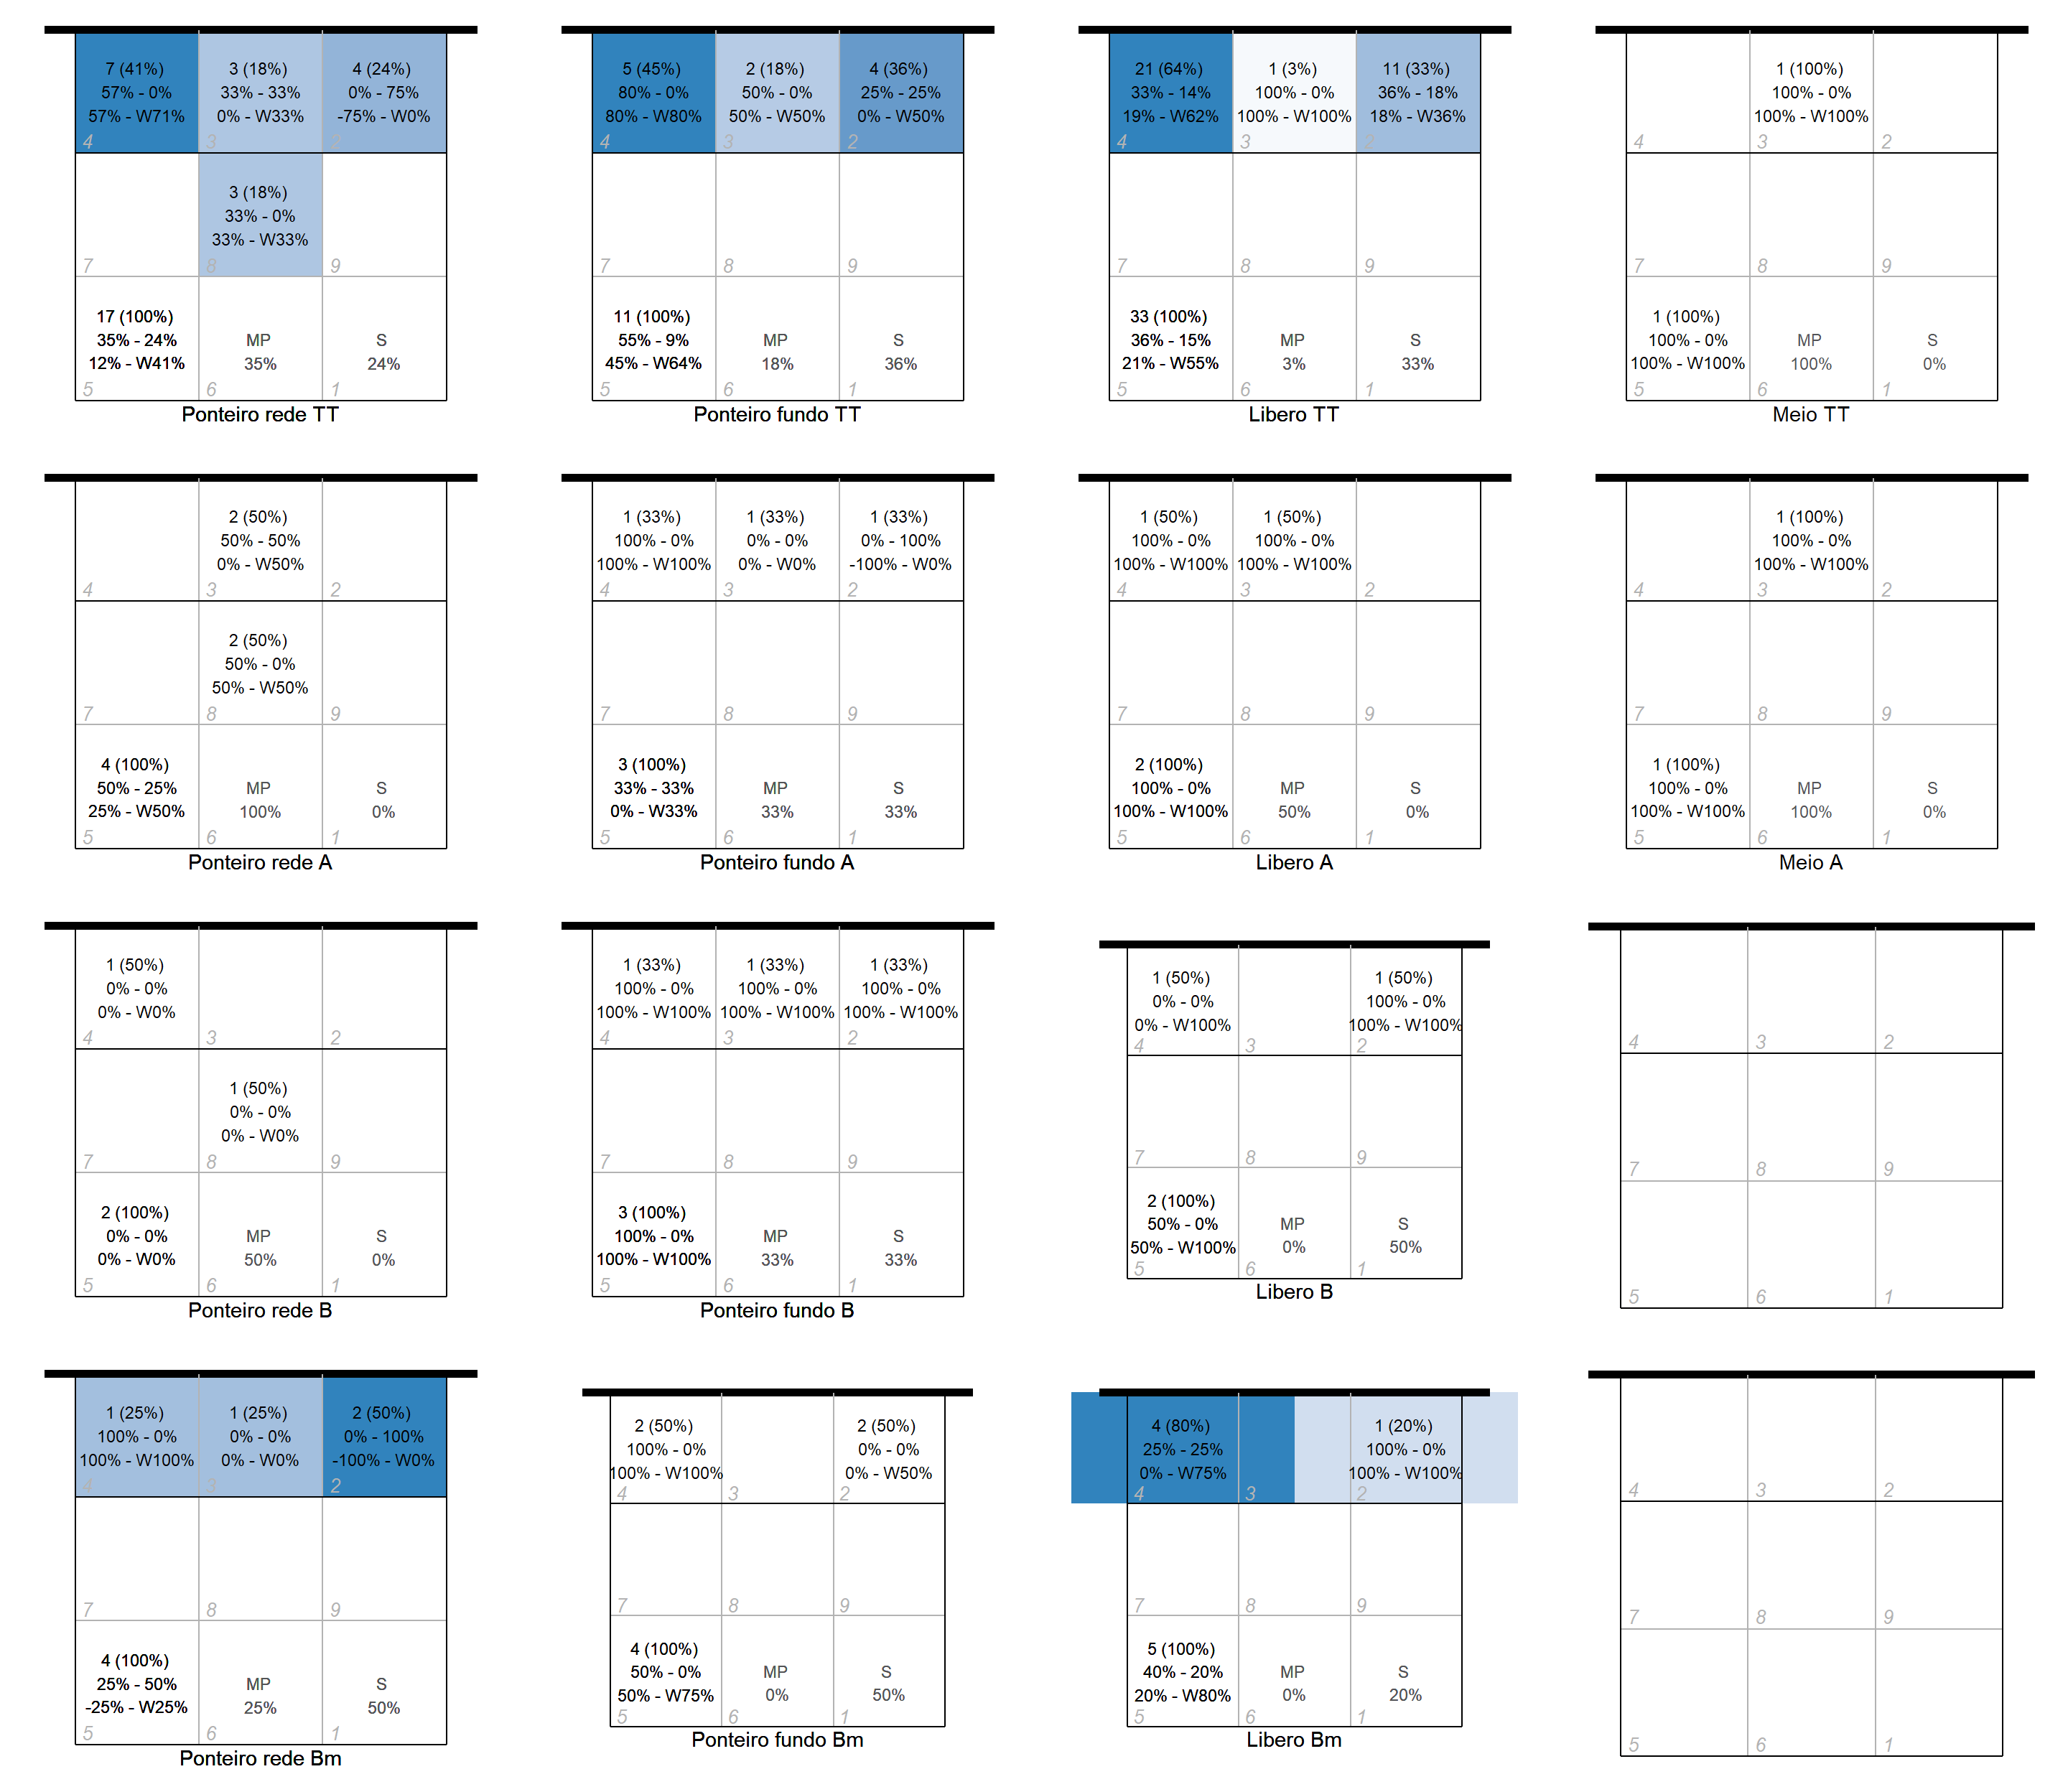 7 (41%)
57% - 0%
57% - W71%
4
3 (18%)
33% - 33%
0% - W33%
3
4 (24%)
0% - 75%
-75% - W0%
2
7
3 (18%)
33% - 0%
33% - W33%
8
9
17 (100%)
35% - 24%
12% - W41%
5
MP
35%
6
S
24%
1
Ponteiro rede TT
5 (45%)
80% - 0%
80% - W80%
4
2 (18%)
50% - 0%
50% - W50%
3
4 (36%)
25% - 25%
0% - W50%
2
7
8
9
11 (100%)
55% - 9%
45% - W64%
5
MP
18%
6
S
36%
1
Ponteiro fundo TT
21 (64%)
33% - 14%
19% - W62%
4
1 (3%)
100% - 0%
100% - W100%
3
11 (33%)
36% - 18%
18% - W36%
2
7
8
9
33 (100%)
36% - 15%
21% - W55%
5
MP
3%
6
S
33%
1
Libero TT
4
1 (100%)
100% - 0%
100% - W100%
3
2
7
8
9
1 (100%)
100% - 0%
100% - W100%
5
MP
100%
6
S
0%
1
Meio TT
4
2 (50%)
50% - 50%
0% - W50%
3
2
7
2 (50%)
50% - 0%
50% - W50%
8
9
4 (100%)
50% - 25%
25% - W50%
5
MP
100%
6
S
0%
1
Ponteiro rede A
1 (33%)
100% - 0%
100% - W100%
4
1 (33%)
0% - 0%
0% - W0%
3
1 (33%)
0% - 100%
-100% - W0%
2
7
8
9
3 (100%)
33% - 33%
0% - W33%
5
MP
33%
6
S
33%
1
Ponteiro fundo A
1 (50%)
100% - 0%
100% - W100%
4
1 (50%)
100% - 0%
100% - W100%
3
2
7
8
9
2 (100%)
100% - 0%
100% - W100%
5
MP
50%
6
S
0%
1
Libero A
4
1 (100%)
100% - 0%
100% - W100%
3
2
7
8
9
1 (100%)
100% - 0%
100% - W100%
5
MP
100%
6
S
0%
1
Meio A
1 (50%)
0% - 0%
0% - W0%
4
3
2
7
1 (50%)
0% - 0%
0% - W0%
8
9
2 (100%)
0% - 0%
0% - W0%
5
MP
50%
6
S
0%
1
Ponteiro rede B
1 (33%)
100% - 0%
100% - W100%
4
1 (33%)
100% - 0%
100% - W100%
3
1 (33%)
100% - 0%
100% - W100%
2
7
8
9
3 (100%)
100% - 0%
100% - W100%
5
MP
33%
6
S
33%
1
Ponteiro fundo B
1 (50%)
0% - 0%
0% - W100%
4
3
1 (50%)
100% - 0%
100% - W100%
2
7
8
9
2 (100%)
50% - 0%
50% - W100%
5
MP
0%
6
S
50%
1
Libero B
4
3
2
7
8
9
5
6
1
1 (25%)
100% - 0%
100% - W100%
4
1 (25%)
0% - 0%
0% - W0%
3
2 (50%)
0% - 100%
-100% - W0%
2
7
8
9
4 (100%)
25% - 50%
-25% - W25%
5
MP
25%
6
S
50%
1
Ponteiro rede Bm
2 (50%)
100% - 0%
100% - W100%
4
3
2 (50%)
0% - 0%
0% - W50%
2
7
8
9
4 (100%)
50% - 0%
50% - W75%
5
MP
0%
6
S
50%
1
Ponteiro fundo Bm
4 (80%)
25% - 25%
0% - W75%
4
3
1 (20%)
100% - 0%
100% - W100%
2
7
8
9
5 (100%)
40% - 20%
20% - W80%
5
MP
0%
6
S
20%
1
Libero Bm
4
3
2
7
8
9
5
6
1